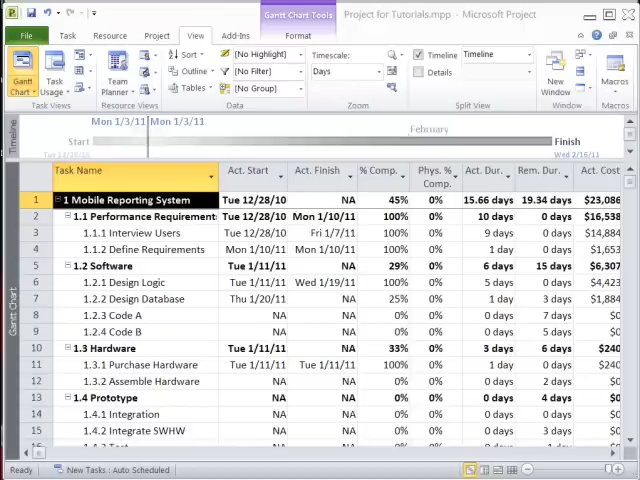 Gantt Chart Tools
Project for Tutorials.mpp - Microsoft Project
File Task Resource Project View Add-Ins Format
Gantt Chart
Task Usage
Task Views
Team Planner
Resource Views
Sort
Outline
Tables
[No Highlight]
[No Filter]
[No Group]
Data
Timescale:
Days
Zoom
Timeline Timeline
Details
Split View
New Window
Window
Macros
Macros
Timeline
Mon 1/3/11 Mon 1/3/11
February
Start
Tue 12/28/10
Finish
Wed 2/16/11
Gantt Chart
Task Name Act. Start Act. Finish % Comp. Phys. % Comp. Act. Dur. Rem. Dur. Act. Cost
1 1 Mobile Reporting System Tue 12/28/10 NA 45% 0% 15.66 days 19.34 days $23,086
2 1.1 Performance Requirements Tue 12/28/10 Mon 1/10/11 100% 0% 10 days 0 days $16,538
3 1.1.1 Interview Users Tue 12/28/10 Fri 1/7/11 100% 0% 9 days 0 days $14,884
4 1.1.2 Define Requirements Mon 1/10/11 Mon 1/10/11 100% 0% 1 day 0 days $1,653
5 1.2 Software Tue 1/11/11 NA 29% 0% 6 days 15 days $6,307
6 1.2.1 Design Logic Tue 1/11/11 Wed 1/19/11 100% 0% 5 days 0 days $4,423
7 1.2.2 Design Database Thu 1/20/11 NA 25% 0% 1 day 3 days $1,884
8 1.2.3 Code A NA NA 0% 0% 0 days 7 days $0
9 1.2.4 Code B NA NA 0% 0% 0 days 5 days $0
10 1.3 Hardware Tue 1/11/11 NA 33% 0% 3 days 6 days $240
11 1.3.1 Purchase Hardware Tue 1/11/11 Tue 1/11/11 100% 0% 1 day 0 days $240
12 1.3.2 Assemble Hardware NA NA 0% 0% 0 days 2 days $0
13 1.4 Prototype NA NA 0% 0% 0 days 4 days $0
14 1.4.1 Integration NA NA 0% 0% 0 days 1 day $0
15 1.4.2 Integrate SWHW NA NA 0% 0% 0 days 3 days $0
Ready New Tasks : Auto Scheduled